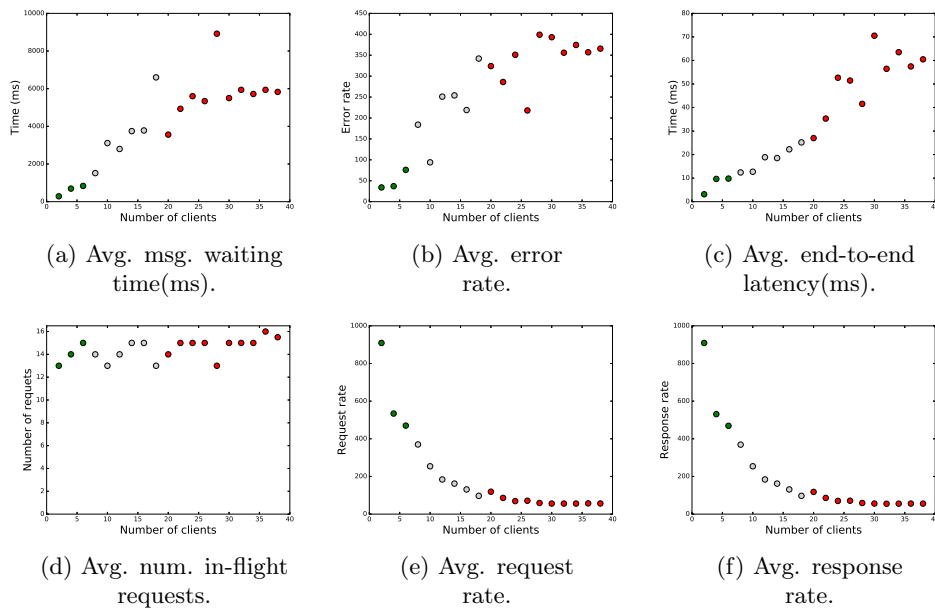 10000
8000
6000
4000
2000
0
Time (ms)
0 5 10 15 20 25 30 35 40
Number of clients
(a) Avg. msg. waiting
time(ms).
450
400
350
300
250
200
150
100
50
0
Error rate
0 5 10 15 20 25 30 35 40
Number of clients
(b) Avg. error
rate.
80
70
60
50
40
30
20
10
0
Time (ms)
0 5 10 15 20 25 30 35 40
Number of clients
(c) Avg. end-to-end
latency(ms).
16
14
12
10
8
6
4
2
0
Number of requets
0 5 10 15 20 25 30 35 40
Number of clients
(d) Avg. num. in-flight
requests.
1000
800
600
400
200
0
Request rate
0 5 10 15 20 25 30 35 40
Number of clients
(e) Avg. request
rate.
1000
800
600
400
200
0
Response rate
0 5 10 15 20 25 30 35 40
Number of clients
(f) Avg. response
rate.